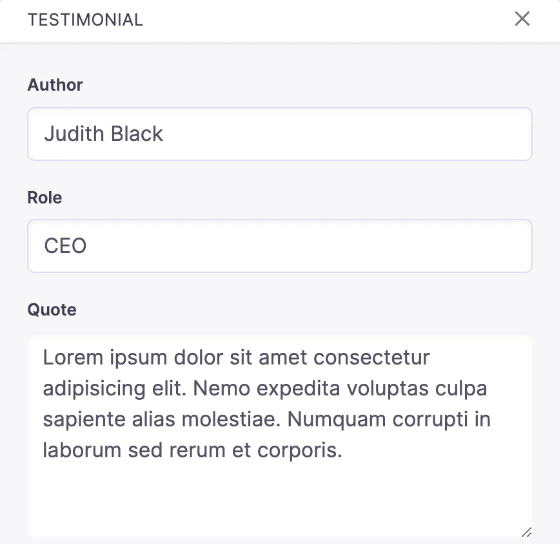 TESTIMONIAL
Author
Judith Black
Role
CEO
Quote
Lorem ipsum dolor sit amet consectetur
adipisicing elit. Nemo expedita voluptas culpa
sapiente alias molestiae. Numquam corrupti in
laborum sed rerum et corporis.